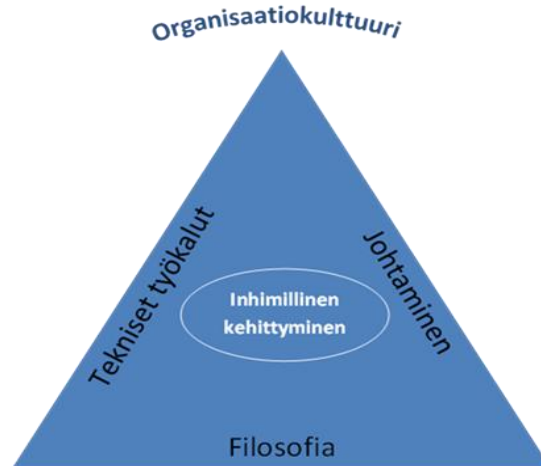 Organisaatiokulttuuri
Tekniset työkalut
Johtaminen
Inhimillinen
kehittyminen
Filosofia